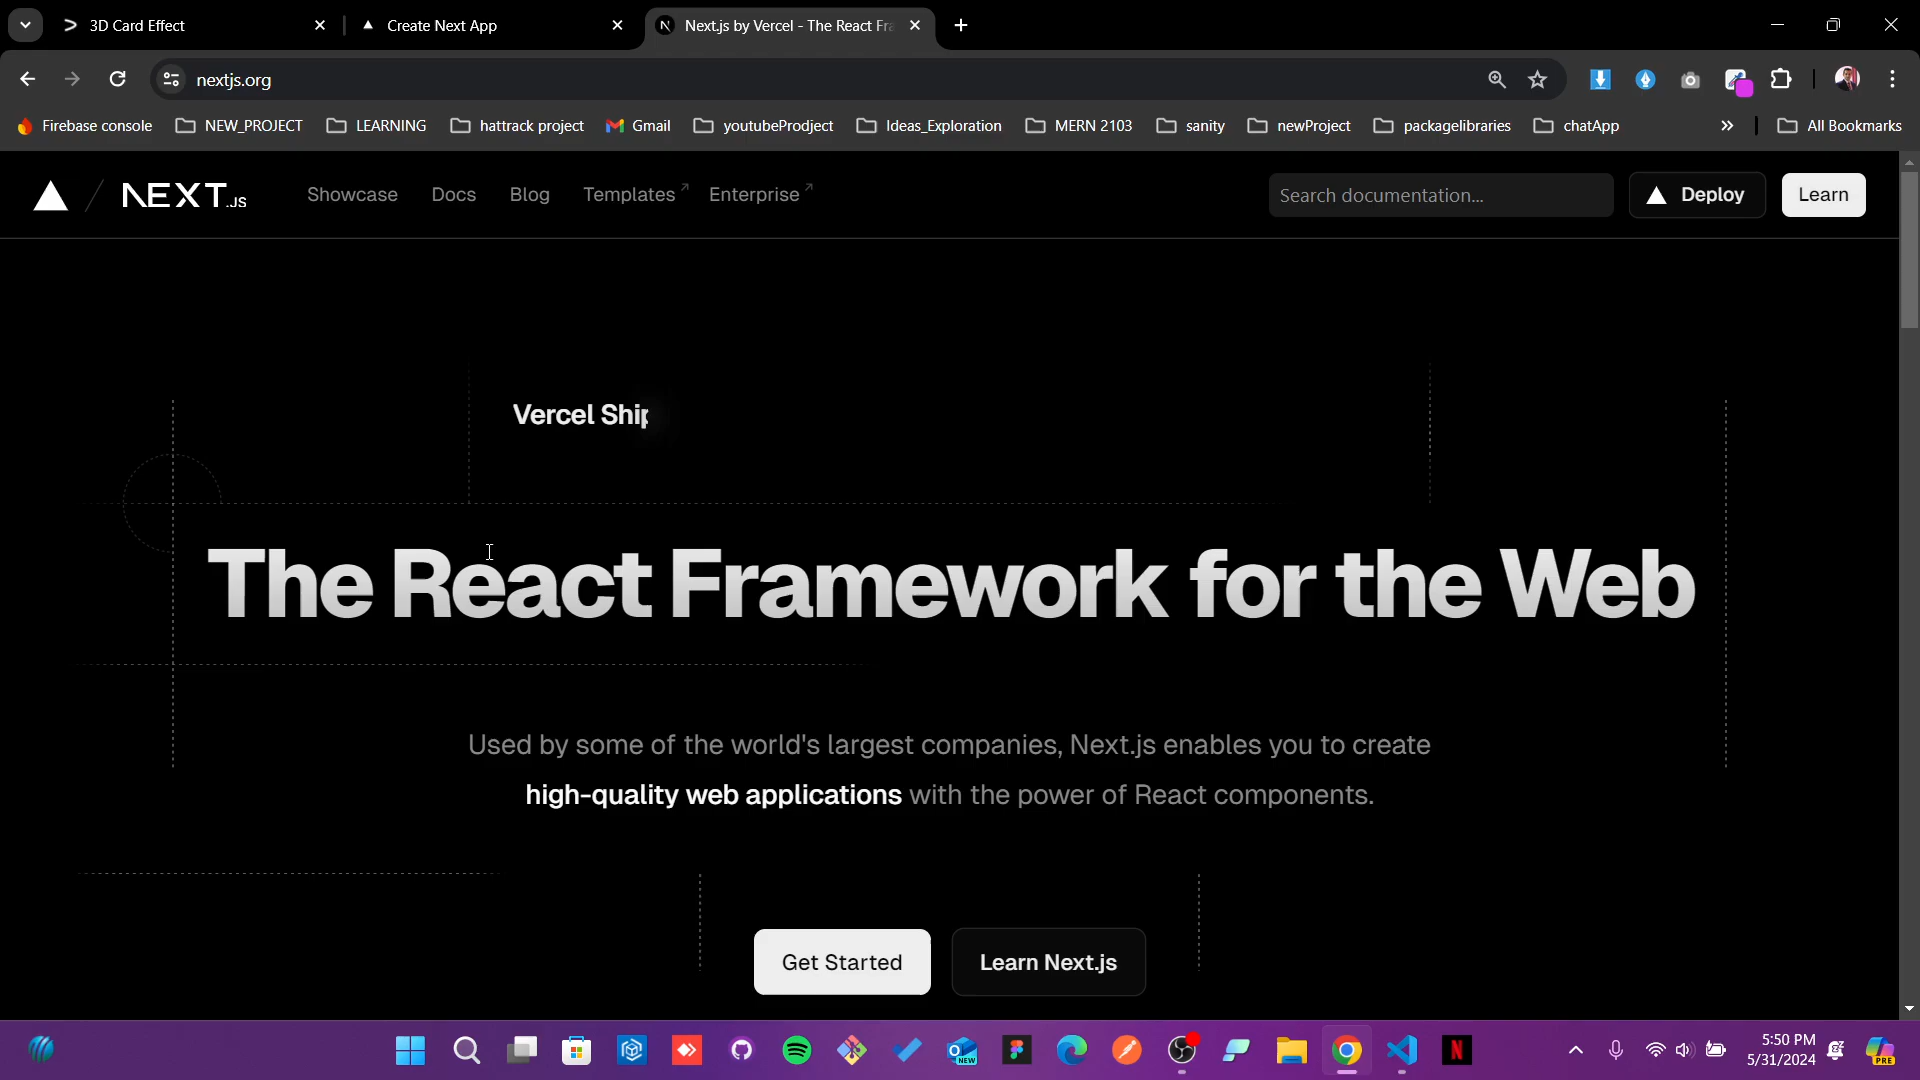 3D Card Effect
Create Next App
Next.js by Vercel - The React Fra
nextjs.org
Firebase console
NEW_PROJECT
LEARNING
hattrack project
Gmail
youtubeProdject
Ideas_Exploration
MERN 2103
sanity
newProject
packagelibraries
chatApp
All Bookmarks
NEXT.JS
Showcase
Docs
Blog
Templates
Enterprise
Search documentation...
Deploy
Learn
Vercel Ship
The React Framework for the Web
Used by some of the world's largest companies, Next.js enables you to create
high-quality web applications with the power of React components.
Get Started
Learn Next.js
NEW
N
5:50 PM
5/31/2024
PRE